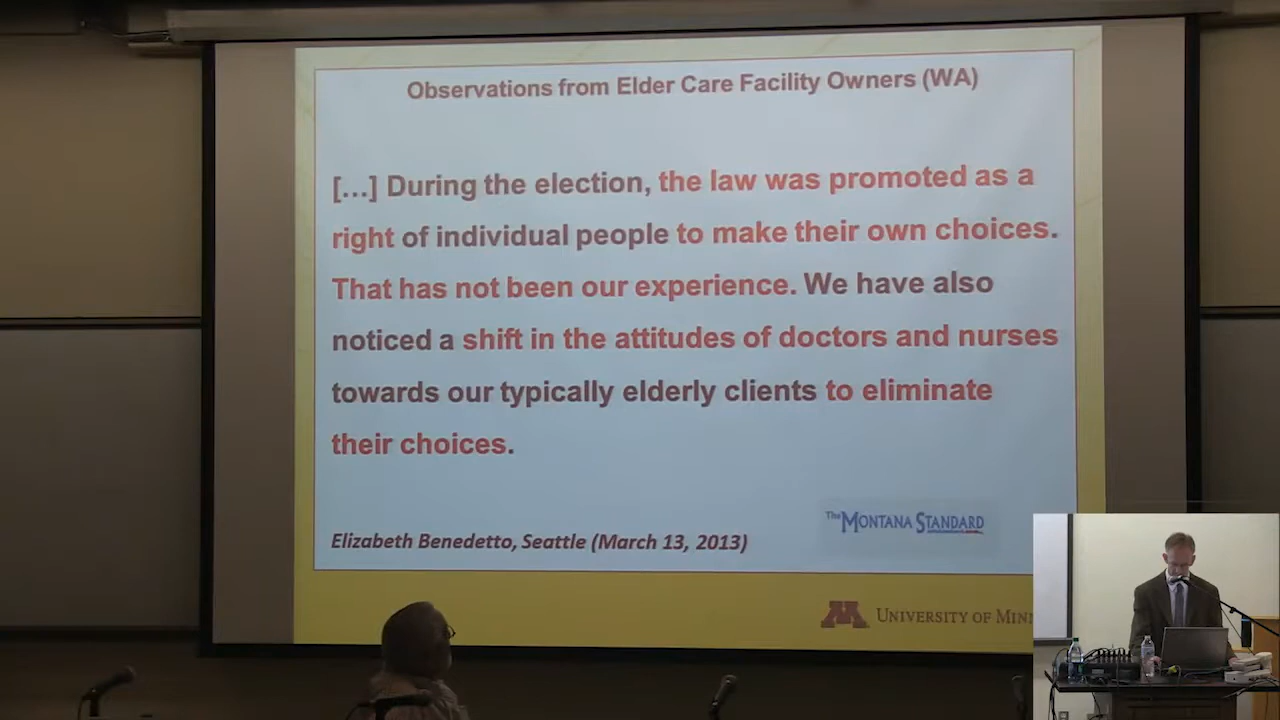 Observations from Elder Care Facility Owners (WA)
[...] During the election, the law was promoted as a
right of individual people to make their own choices.
That has not been our experience. We have also
noticed a shift in the attitudes of doctors and nurses
towards our typically elderly clients to eliminate
their choices.
The MONTANA STANDARD
Elizabeth Benedetto, Seattle (March 13, 2013)
M UNIVERSITY OF MIN